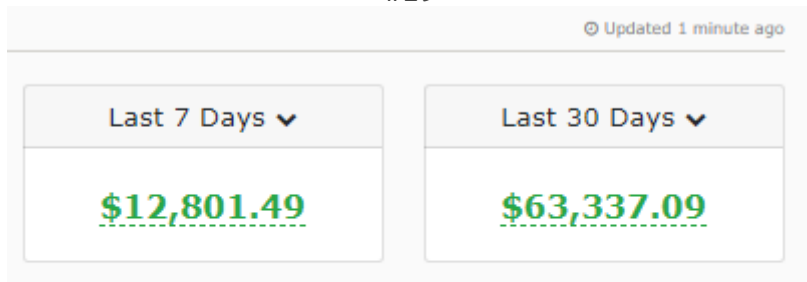 Updated 1 minute ago
Last 7 Days
Last 30 Days
$12,801.49
$63,337.09